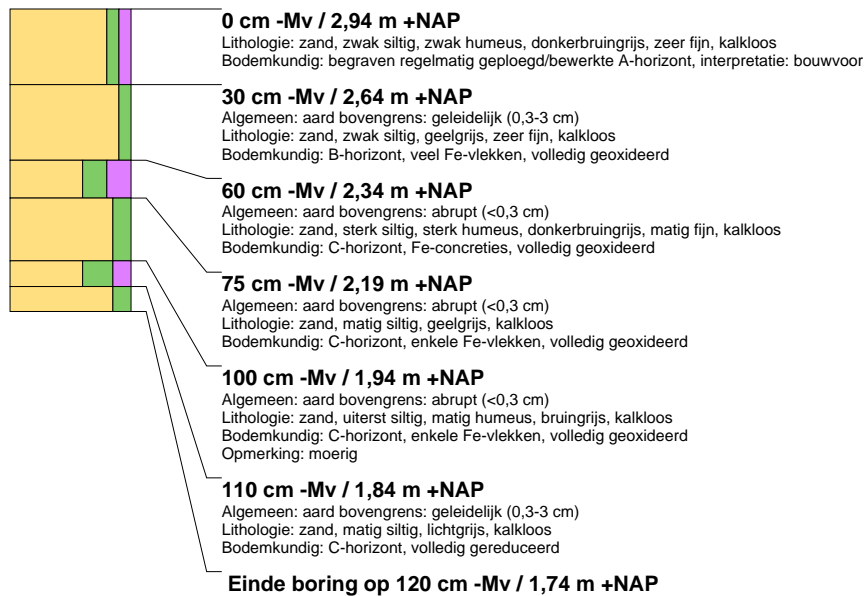 0 cm -Mv / 2,94 m +NAP
Lithologie: zand, zwak siltig, zwak humeus, donkerbruingrijs, zeer fijn, kalkloos
Bodemkundig: begraven regelmatig geploegd/bewerkte A-horizont, interpretatie: bouwvoor
30 cm -Mv / 2,64 m +NAP
Algemeen: aard bovengrens: geleidelijk (0,3-3 cm)
Lithologie: zand, zwak siltig, geelgrijs, zeer fijn, kalkloos
Bodemkundig: B-horizont, veel Fe-vlekken, volledig geoxideerd
60 cm -Mv / 2,34 m +NAP
Algemeen: aard bovengrens: abrupt (<0,3 cm)
Lithologie: zand, sterk siltig, sterk humeus, donkerbruingrijs, matig fijn, kalkloos
Bodemkundig: C-horizont, Fe-concreties, volledig geoxideerd
75 cm -Mv / 2,19 m +NAP
Algemeen: aard bovengrens: abrupt (<0,3 cm)
Lithologie: zand, matig siltig, geelgrijs, kalkloos
Bodemkundig: C-horizont, enkele Fe-vlekken, volledig geoxideerd
100 cm -Mv / 1,94 m +NAP
Algemeen: aard bovengrens: abrupt (<0,3 cm)
Lithologie: zand, uiterst siltig, matig humeus, bruingrijs, kalkloos
Bodemkundig: C-horizont, enkele Fe-vlekken, volledig geoxideerd
Opmerking: moerig
110 cm -Mv / 1,84 m +NAP
Algemeen: aard bovengrens: geleidelijk (0,3-3 cm)
Lithologie: zand, matig siltig, lichtgrijs, kalkloos
Bodemkundig: C-horizont, volledig gereduceerd
Einde boring op 120 cm -Mv / 1,74 m +NAP